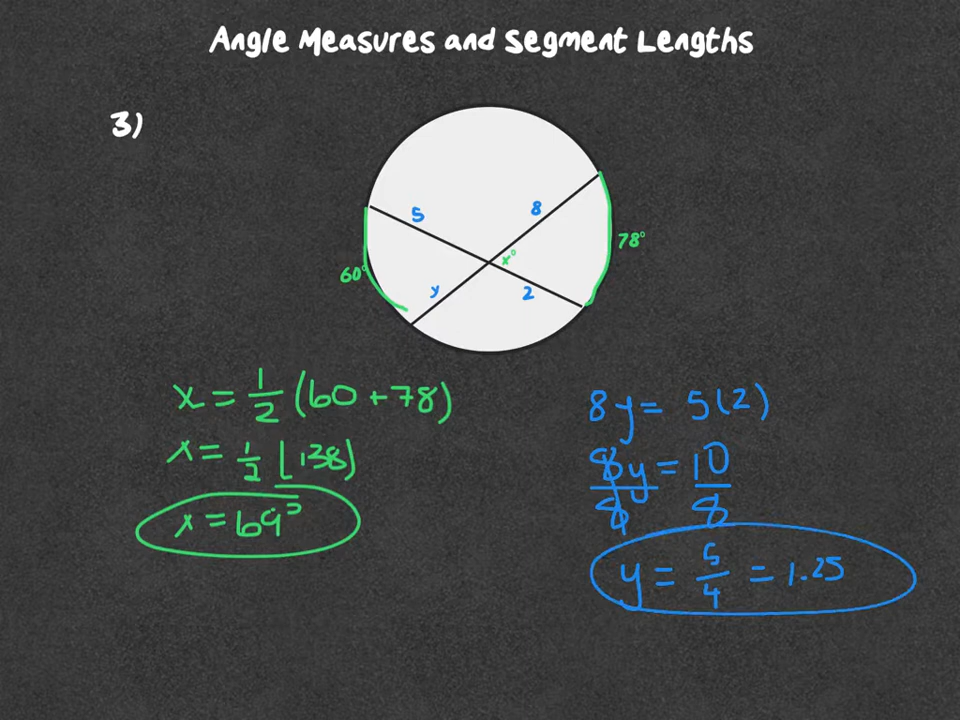 Angle Measures and Segment Lengths
3)
5
8
x°
78°
60°
y
2
x = 1/2 (60 + 78)
x = 1/2 (138)
x = 69°
8y = 5(2)
8y/8 = 10/8
y = 5/4 = 1.25